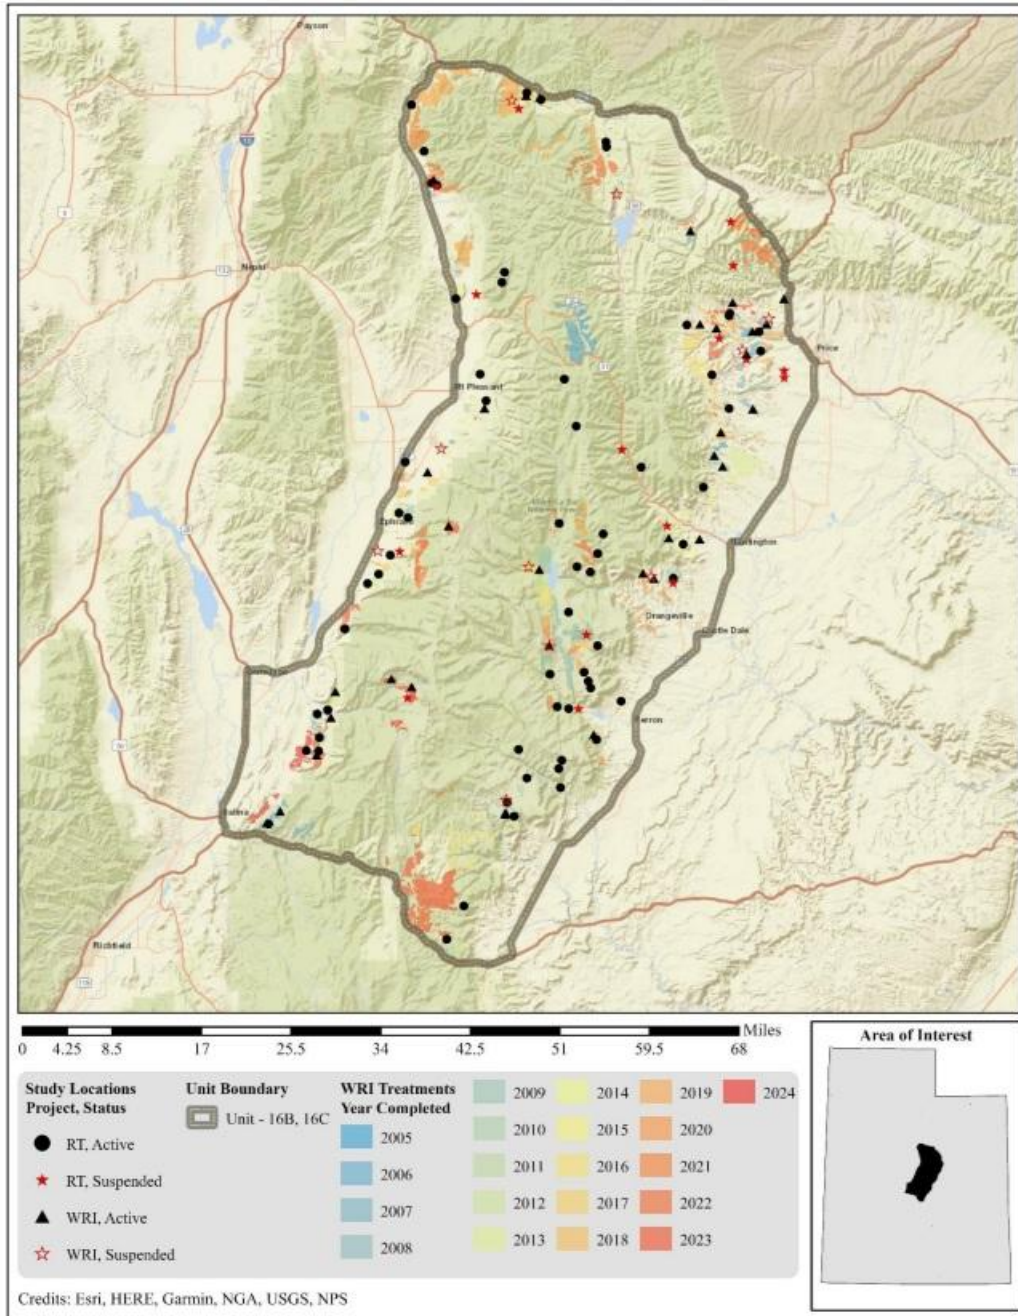 Payson
Nephi
Price
Mt Pleasant
Ephraim
Huntington
Orangeville
Castle Dale
Ferron
Salina
Richfield
Miles
0 4.25 8.5 17 25.5 34 42.5 51 59.5 68
Area of Interest
Study Locations
Project, Status
RT, Active
RT, Suspended
WRI, Active
WRI, Suspended
Unit Boundary
Unit - 16B, 16C
WRI Treatments
Year Completed
2005
2006
2007
2008
2009
2010
2011
2012
2013
2014
2015
2016
2017
2018
2019
2020
2021
2022
2023
2024
Credits: Esri, HERE, Garmin, NGA, USGS, NPS